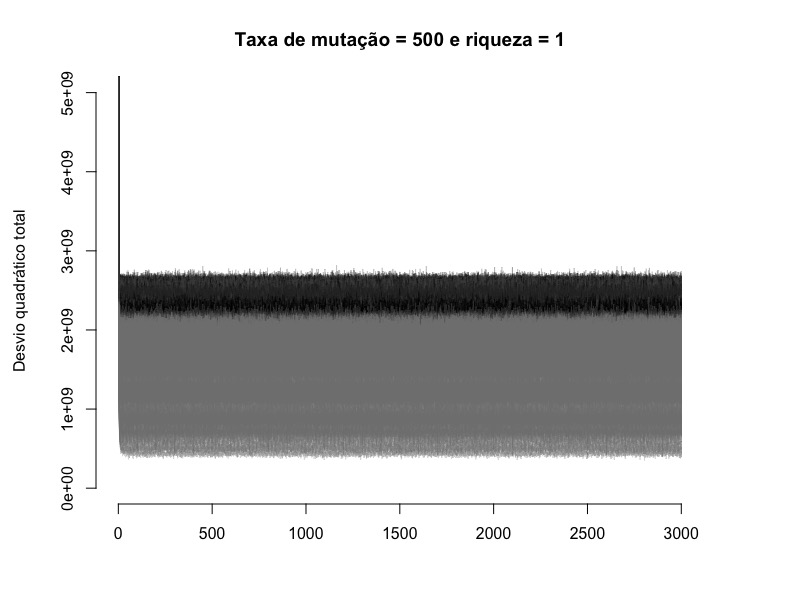 Taxa de mutação = 500 e riqueza = 1
5e+09
4e+09
3e+09
2e+09
1e+09
0e+00
Desvio quadrático total
0 500 1000 1500 2000 2500 3000